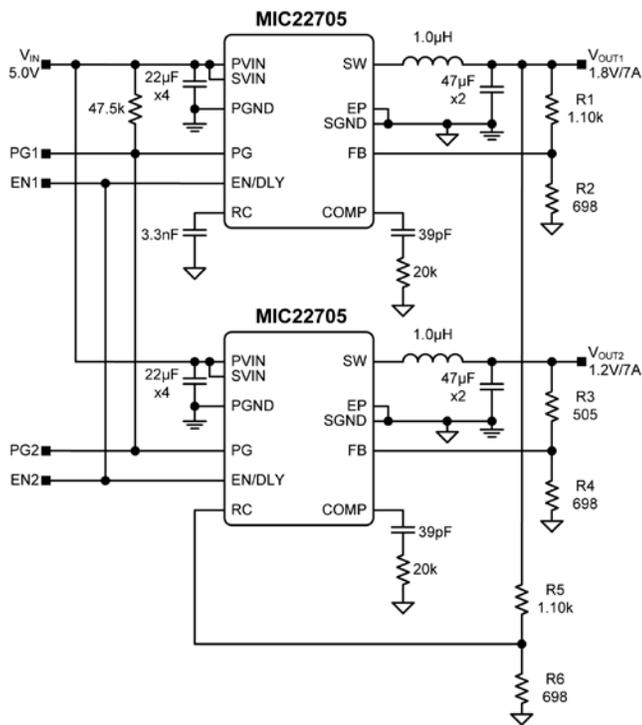 MIC22705
VIN
5.0V
47.5k
22µF
x4
PVIN
SVIN
PGND
PG
EN/DLY
RC
SW
EP
SGND
FB
COMP
1.0µH
47µF
x2
VOUT1
1.8V/7A
R1
1.10k
R2
698
PG1
EN1
3.3nF
39pF
20k
MIC22705
22µF
x4
PVIN
SVIN
PGND
PG
EN/DLY
RC
SW
EP
SGND
FB
COMP
1.0µH
47µF
x2
VOUT2
1.2V/7A
R3
505
R4
698
PG2
EN2
39pF
20k
R5
1.10k
R6
698